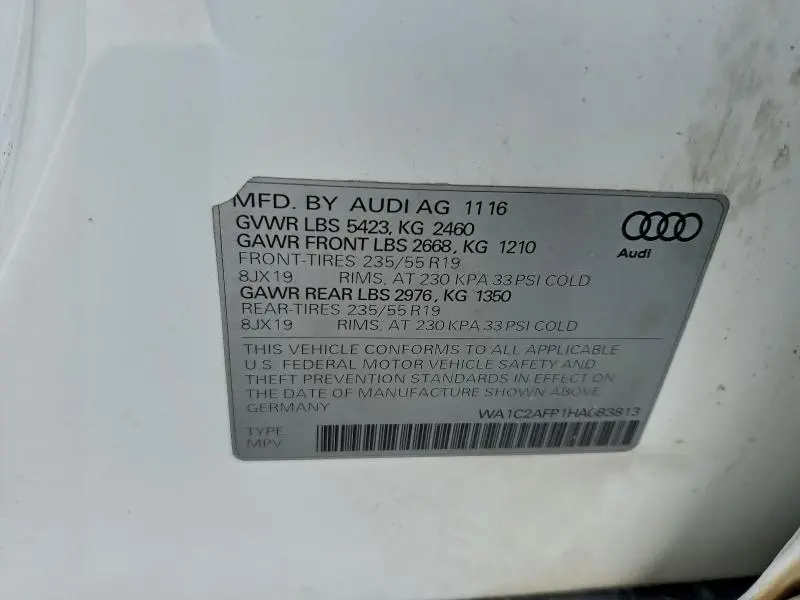 MFD. BY AUDI AG 11 16
GVWR LBS 5423, KG 2460
GAWR FRONT LBS 2668, KG 1210
FRONT-TIRES 235/55 R19
8JX19 RIMS, AT 230 KPA 33 PSI COLD
GAWR REAR LBS 2976, KG 1350
REAR-TIRES 235/55 R19
8JX19 RIMS, AT 230 KPA 33 PSI COLD
THIS VEHICLE CONFORMS TO ALL APPLICABLE
U.S. FEDERAL MOTOR VEHICLE SAFETY AND
THEFT PREVENTION STANDARDS IN EFFECT ON
THE DATE OF MANUFACTURE SHOWN ABOVE.
GERMANY
TYPE
MPV
Audi